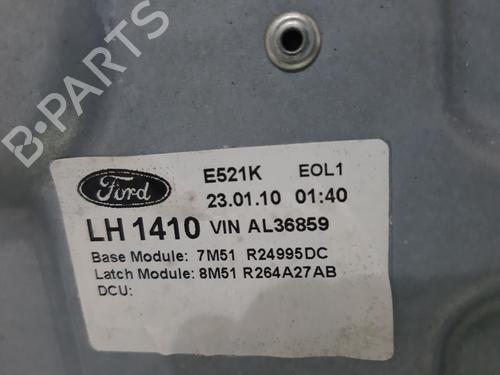 B-PARTS
Ford
E521K EOL1
23.01.10 01:40
LH 1410 VIN AL36859
Base Module: 7M51 R24995DC
Latch Module: 8M51 R264A27AB
DCU: